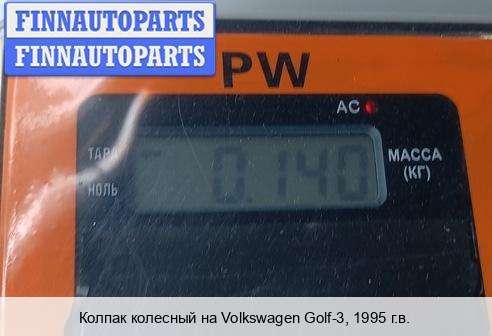 FINNAUTOPARTS
FINNAUTOPARTS
PW
AC
ТАРА
0.140
МАССА
(КГ)
НОЛЬ
Колпак колесный на Volkswagen Golf-3, 1995 г.в.